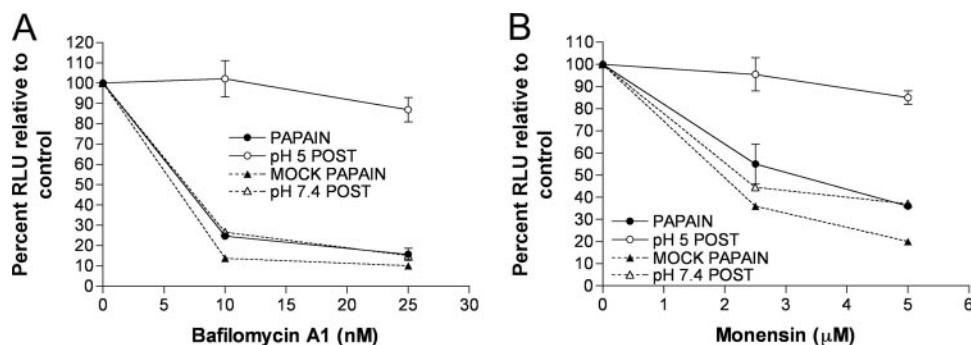 A
Percent RLU relative to
control
120
110
100
90
80
70
60
50
40
30
20
10
0
PAPAIN
pH 5 POST
MOCK PAPAIN
pH 7.4 POST
0 5 10 15 20 25 30
Bafilomycin A1 (nM)
B
Percent RLU relative to
control
110
100
90
80
70
60
50
40
30
20
10
0
PAPAIN
pH 5 POST
MOCK PAPAIN
pH 7.4 POST
0 1 2 3 4 5 6
Monensin (μM)